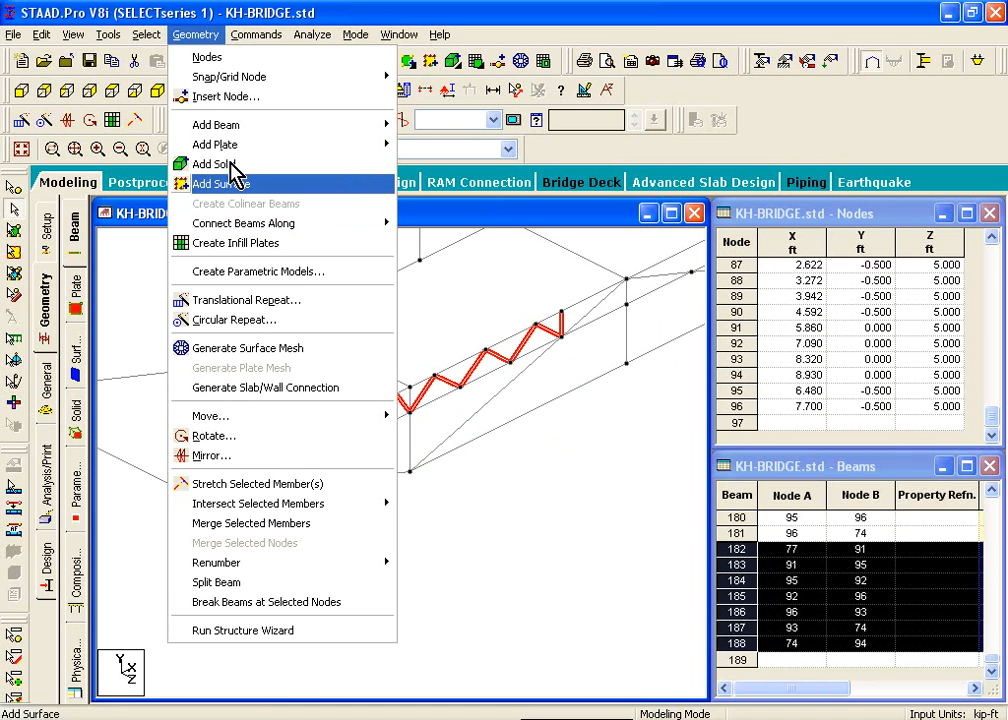 STAAD.Pro V8i (SELECTseries 1) - KH-BRIDGE.std
File Edit View Tools Select Geometry Commands Analyze Mode Window Help
Nodes
Snap/Grid Node
Insert Node...
Add Beam
Add Plate
Add Solid
Add Surface
Create Colinear Beams
Connect Beams Along
Create Infill Plates
Create Parametric Models...
Translational Repeat...
Circular Repeat...
Generate Surface Mesh
Generate Plate Mesh
Generate Slab/Wall Connection
Move...
Rotate...
Mirror...
Stretch Selected Member(s)
Intersect Selected Members
Merge Selected Members
Merge Selected Nodes
Renumber
Split Beam
Break Beams at Selected Nodes
Run Structure Wizard
Modeling Postproc ign RAM Connection Bridge Deck Advanced Slab Design Piping Earthquake
Setup
Geometry
General
Analysis/Print
Design
Beam
Plate
Surf...
Solid
Parame...
Composi...
Physica...
KH-BRID
Y
X
Z
KH-BRIDGE.std - Nodes
Node X ft Y ft Z ft
87 2.622 -0.500 5.000
88 3.272 -0.500 5.000
89 3.942 -0.500 5.000
90 4.592 -0.500 5.000
91 5.860 0.000 5.000
92 7.090 0.000 5.000
93 8.320 0.000 5.000
94 8.930 0.000 5.000
95 6.480 -0.500 5.000
96 7.700 -0.500 5.000
97
KH-BRIDGE.std - Beams
Beam Node A Node B Property Refn.
180 95 96
181 96 74
182 77 91
183 91 95
184 95 92
185 92 96
186 96 93
187 93 74
188 74 94
189
Add Surface Modeling Mode Input Units: kip-ft